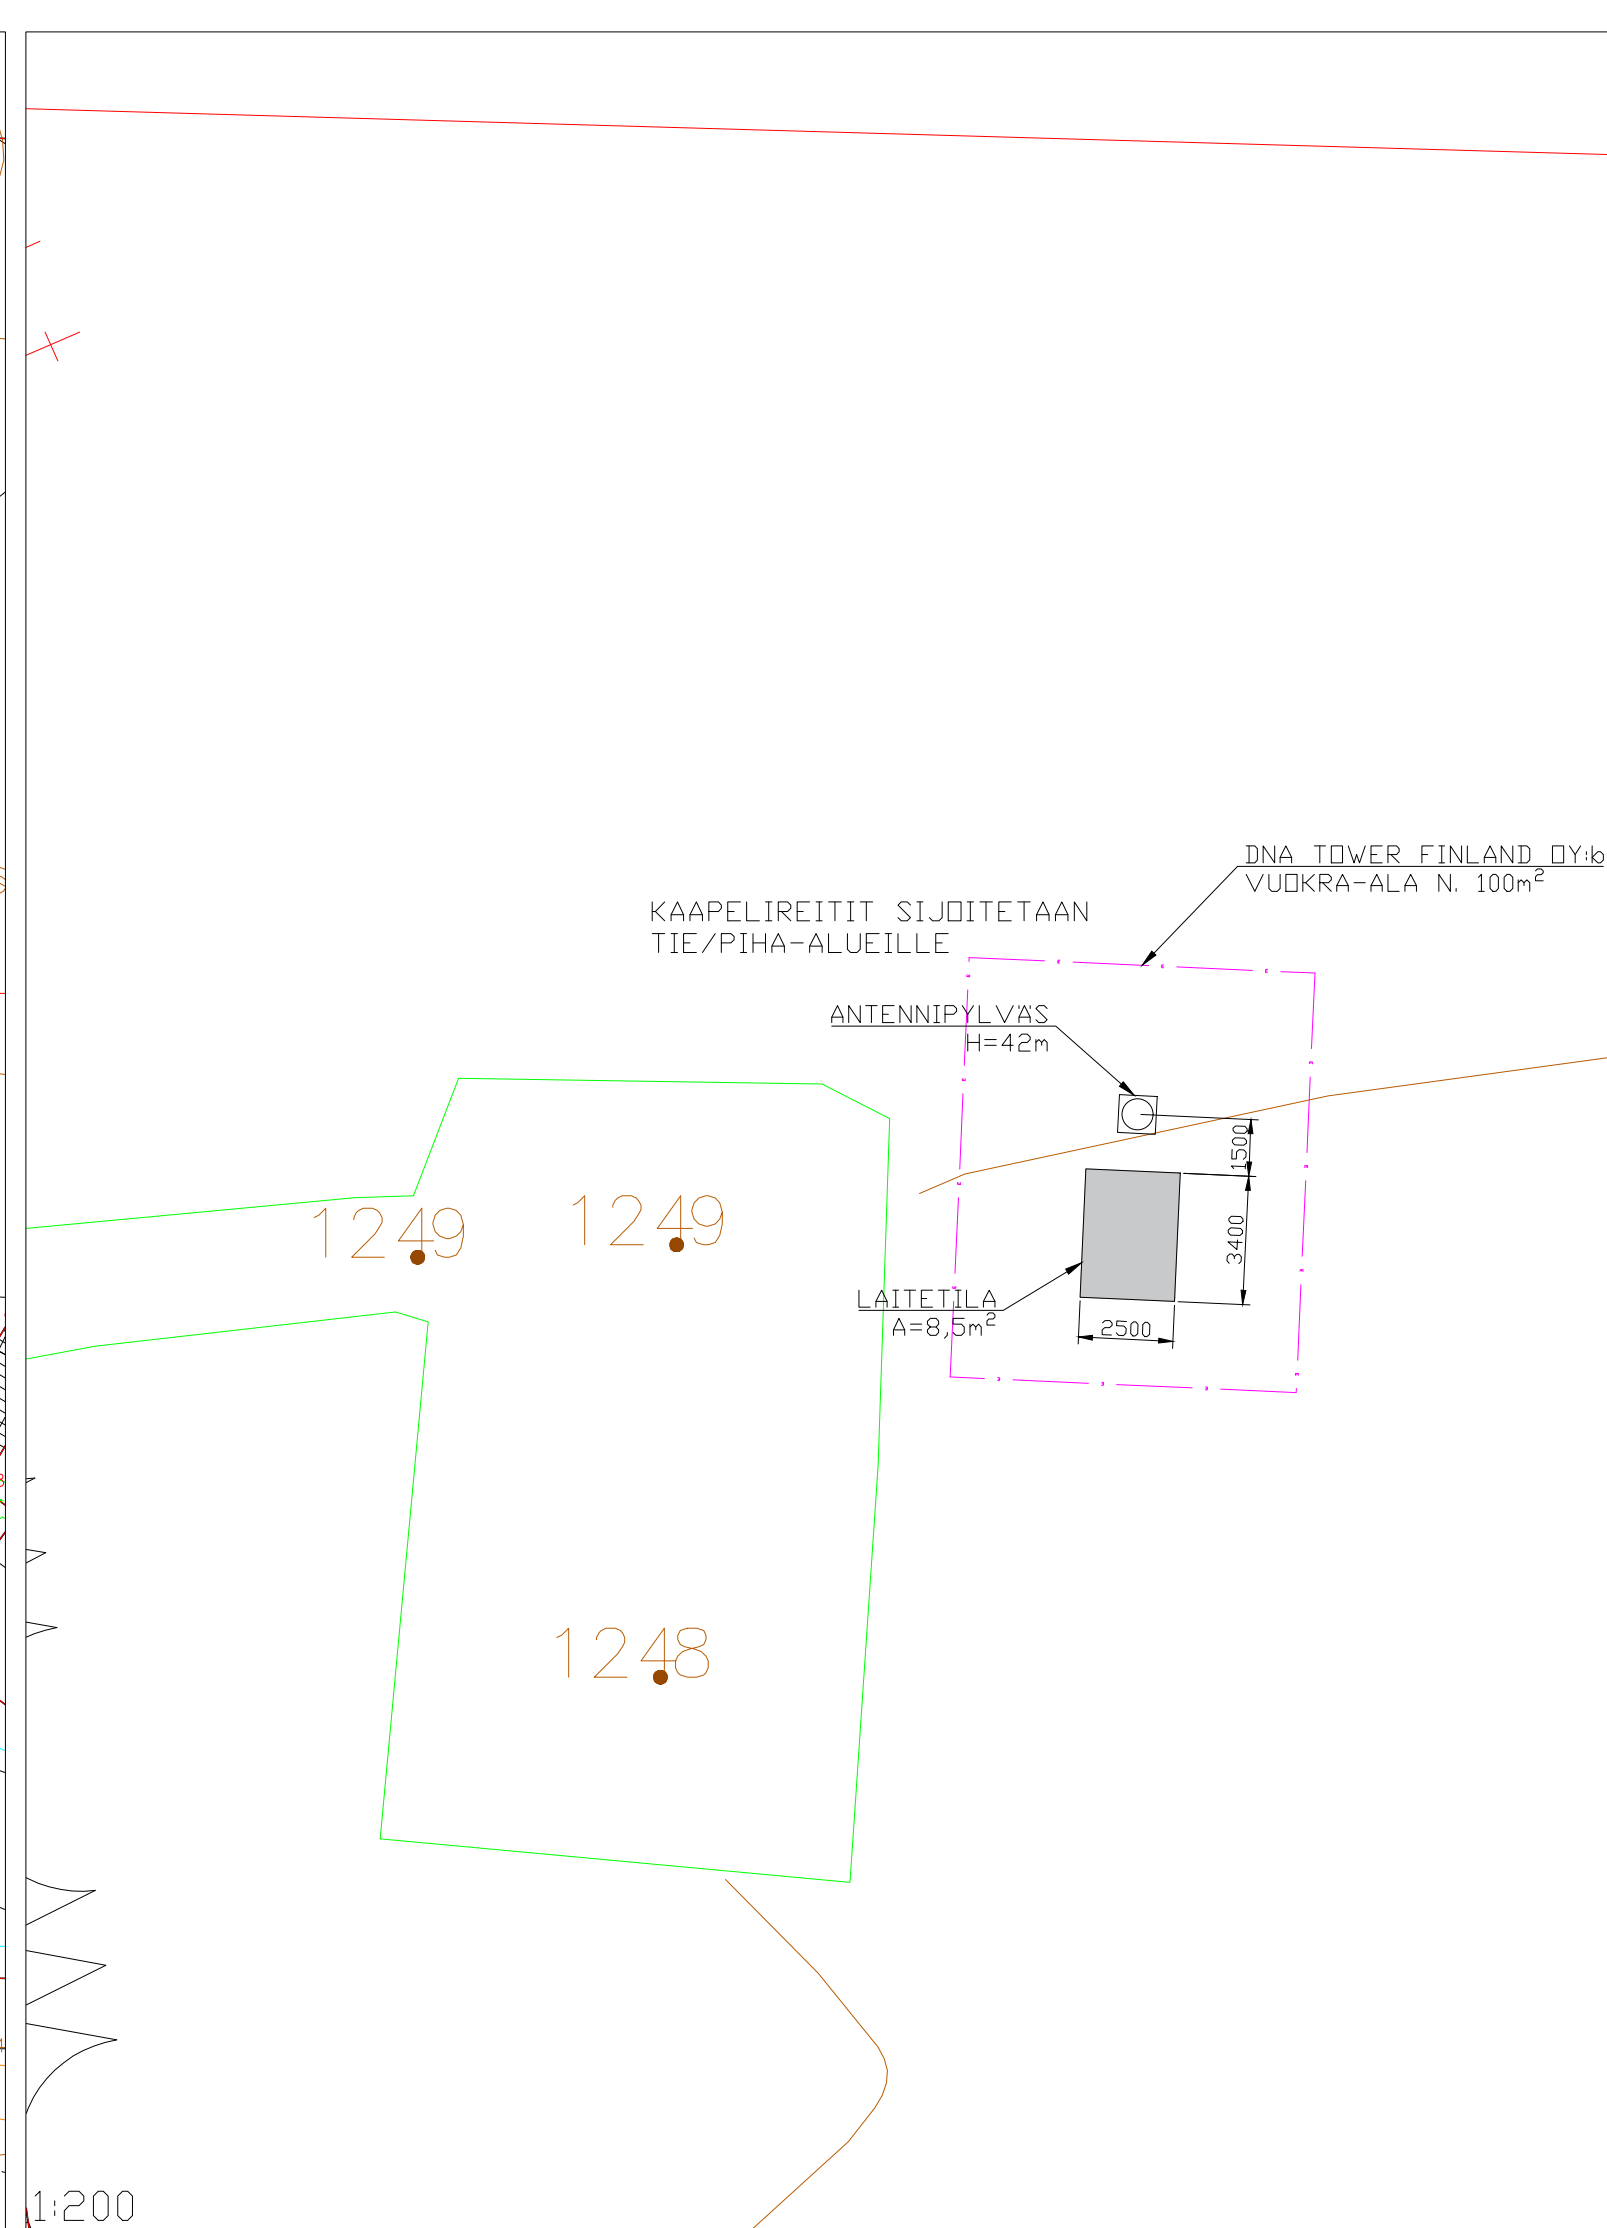 DNA TOWER FINLAND OY:
VUOKRA-ALA N. 100m²
KAAPELIREITIT SIJOITETAAN
TIE/PIHA-ALUEILLE
ANTENNIPYLVÄS
H=42m
1500
3400
1249
1249
LAITETILA
A=8,5m²
2500
1248
1:200